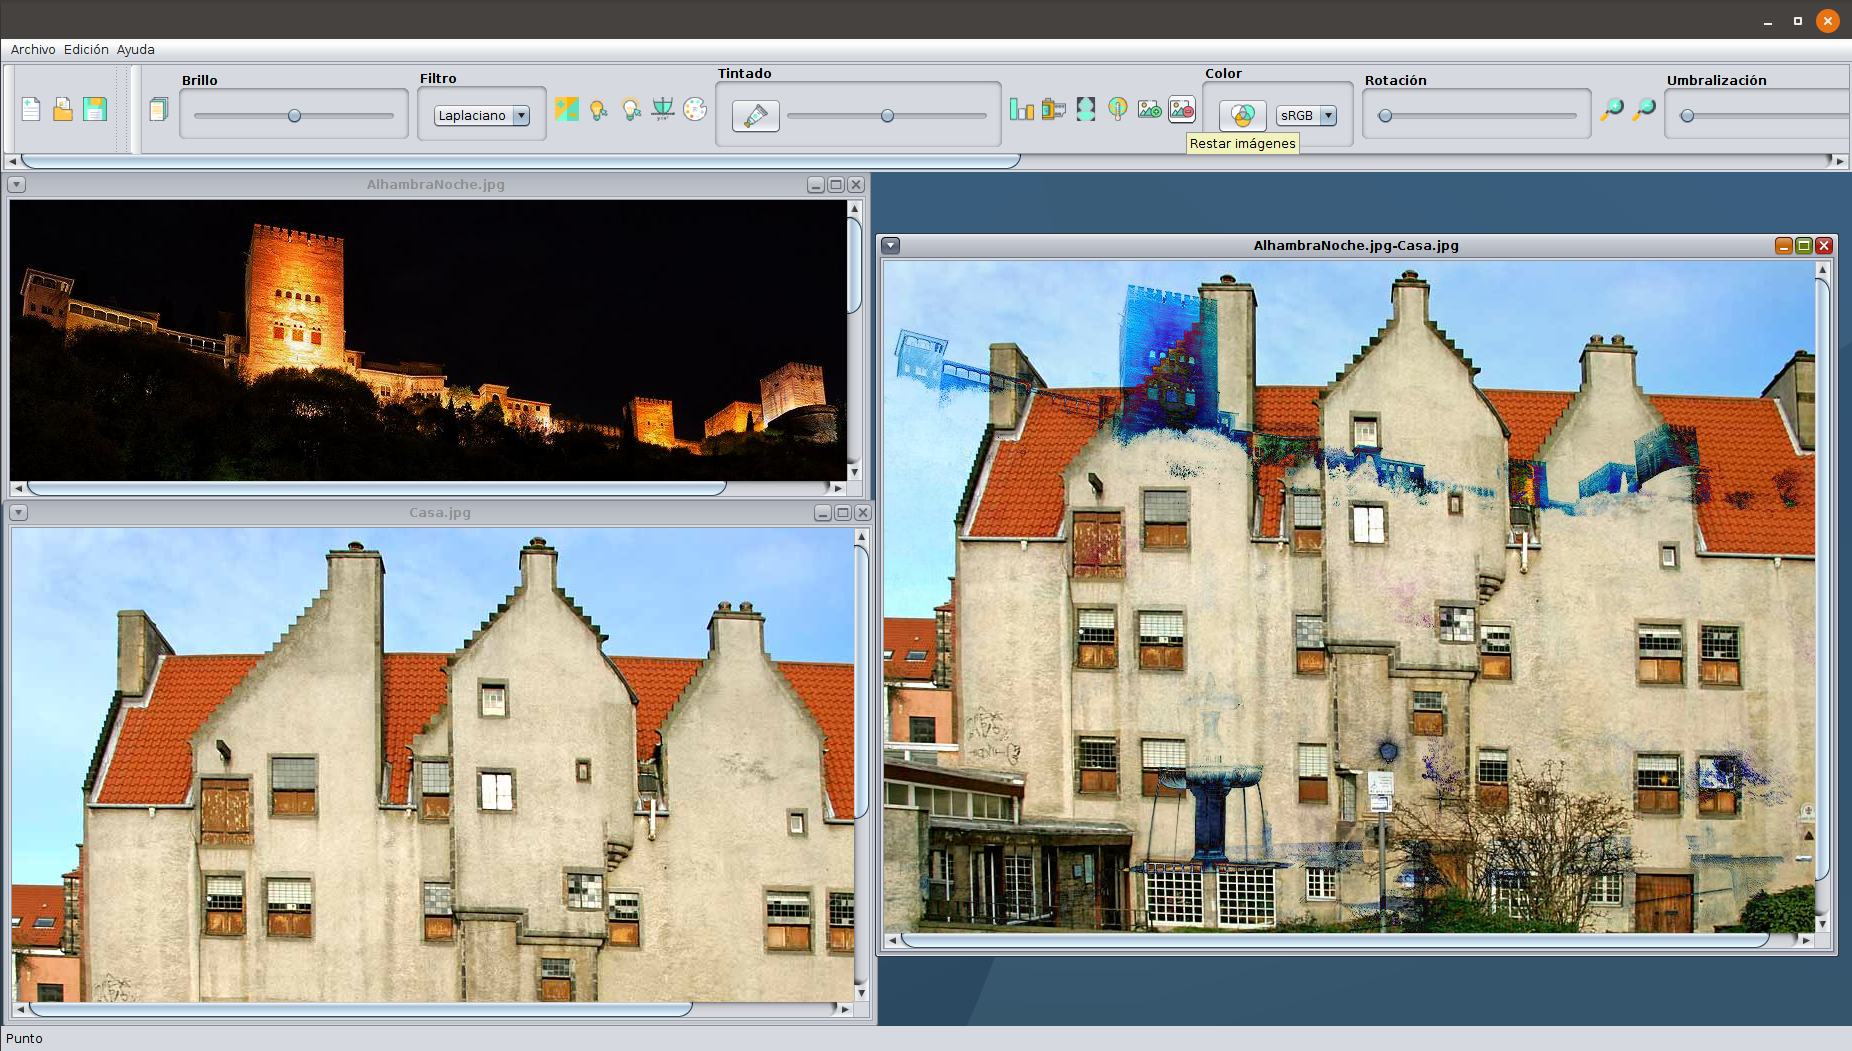 Archivo Edición Ayuda
Brillo
Filtro
Tintado
Color
Rotación
Umbralización
Laplaciano
sRGB
Restar imágenes
AlhambraNoche.jpg
AlhambraNoche.jpg-Casa.jpg
Casa.jpg
Punto